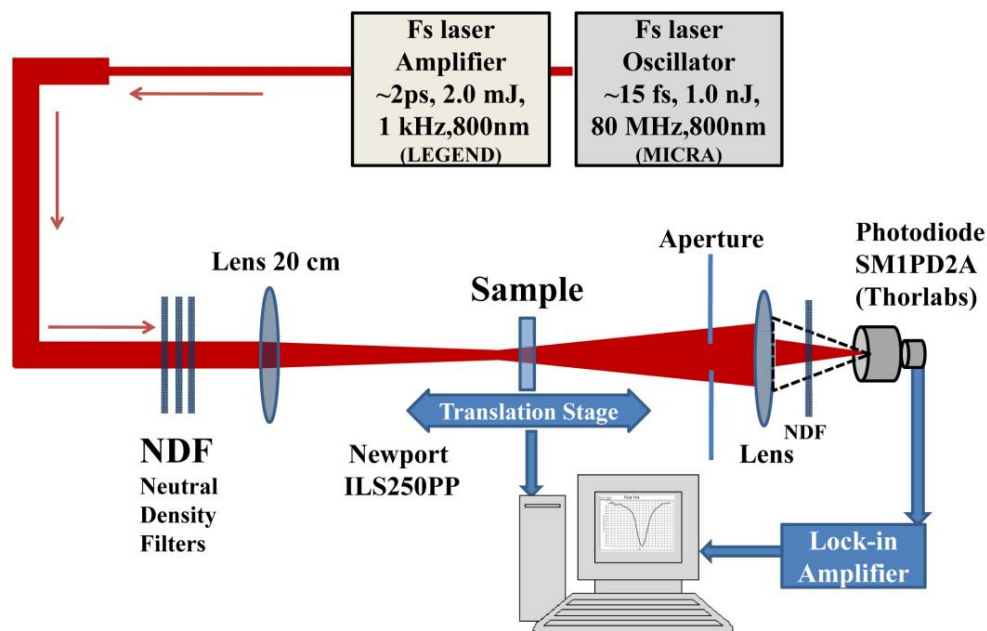 Fs laser
Amplifier
~2ps, 2.0 mJ,
1 kHz,800nm
(LEGEND)
Fs laser
Oscillator
~15 fs, 1.0 nJ,
80 MHz,800nm
(MICRA)
Lens 20 cm
Sample
Aperture
Photodiode
SM1PD2A
(Thorlabs)
Translation Stage
NDF
Neutral
Density
Filters
Newport
ILS250PP
Lens
NDF
Lock-in
Amplifier